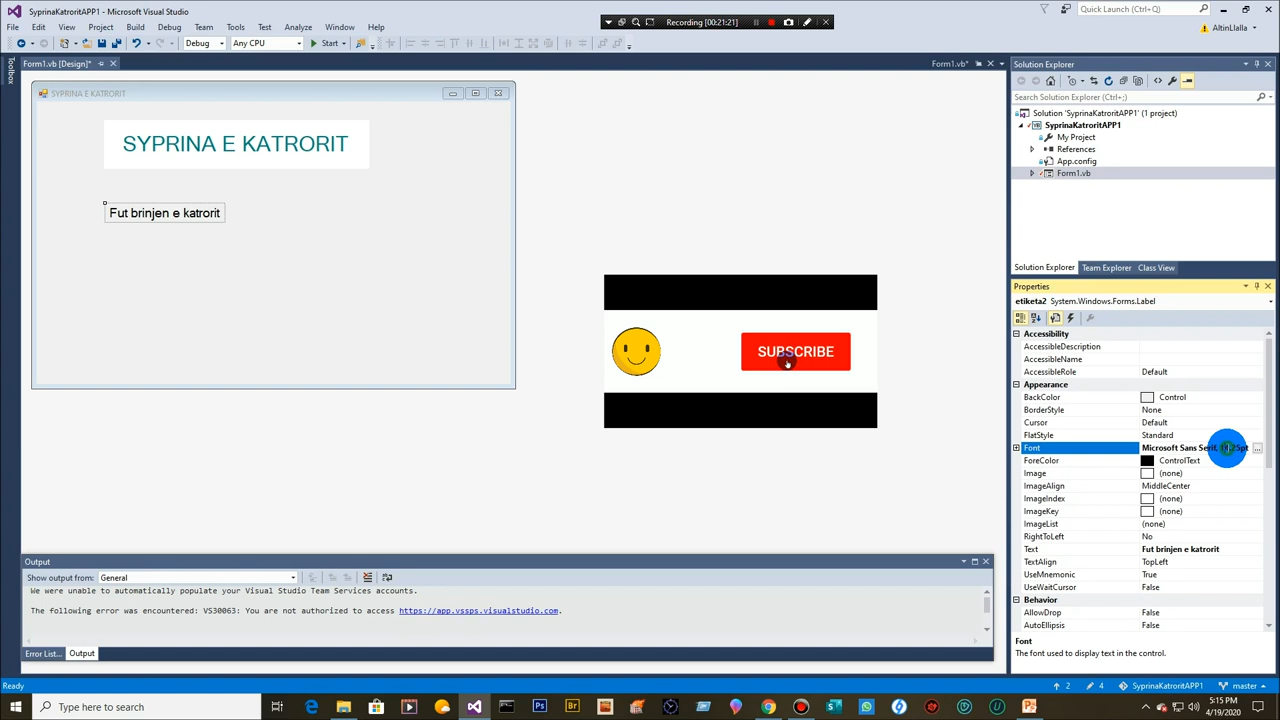 SyprinaKatroritAPP1 - Microsoft Visual Studio
Recording [00:21:21]
Quick Launch (Ctrl+Q)
File Edit View Project Build Debug Team Tools Test Analyze Window Help
AltinLlalla
Debug Any CPU Start
Toolbox
Form1.vb [Design]*
Form1.vb*
SYPRINA E KATRORIT
SYPRINA E KATRORIT
Fut brinjen e katrorit
SUBSCRIBE
Solution Explorer
Search Solution Explorer (Ctrl+;)
Solution 'SyprinaKatroritAPP1' (1 project)
SyprinaKatroritAPP1
My Project
References
App.config
Form1.vb
Solution Explorer Team Explorer Class View
Properties
etiketa2 System.Windows.Forms.Label
Accessibility
AccessibleDescription
AccessibleName
AccessibleRole Default
Appearance
BackColor Control
BorderStyle None
Cursor Default
FlatStyle Standard
Font Microsoft Sans Serif,
ForeColor ControlText
Image (none)
ImageAlign MiddleCenter
ImageIndex (none)
ImageKey (none)
ImageList (none)
RightToLeft No
Text Fut brinjen e katrorit
TextAlign TopLeft
UseMnemonic True
UseWaitCursor False
Behavior
AllowDrop False
AutoEllipsis False
Font
The font used to display text in the control.
Output
Show output from: General
We were unable to automatically populate your Visual Studio Team Services accounts.
The following error was encountered: VS30063: You are not authorized to access https://app.vssps.visualstudio.com.
Error List... Output
Ready
2 4 SyprinaKatroritAPP1 master
Type here to search
5:15 PM
4/19/2020